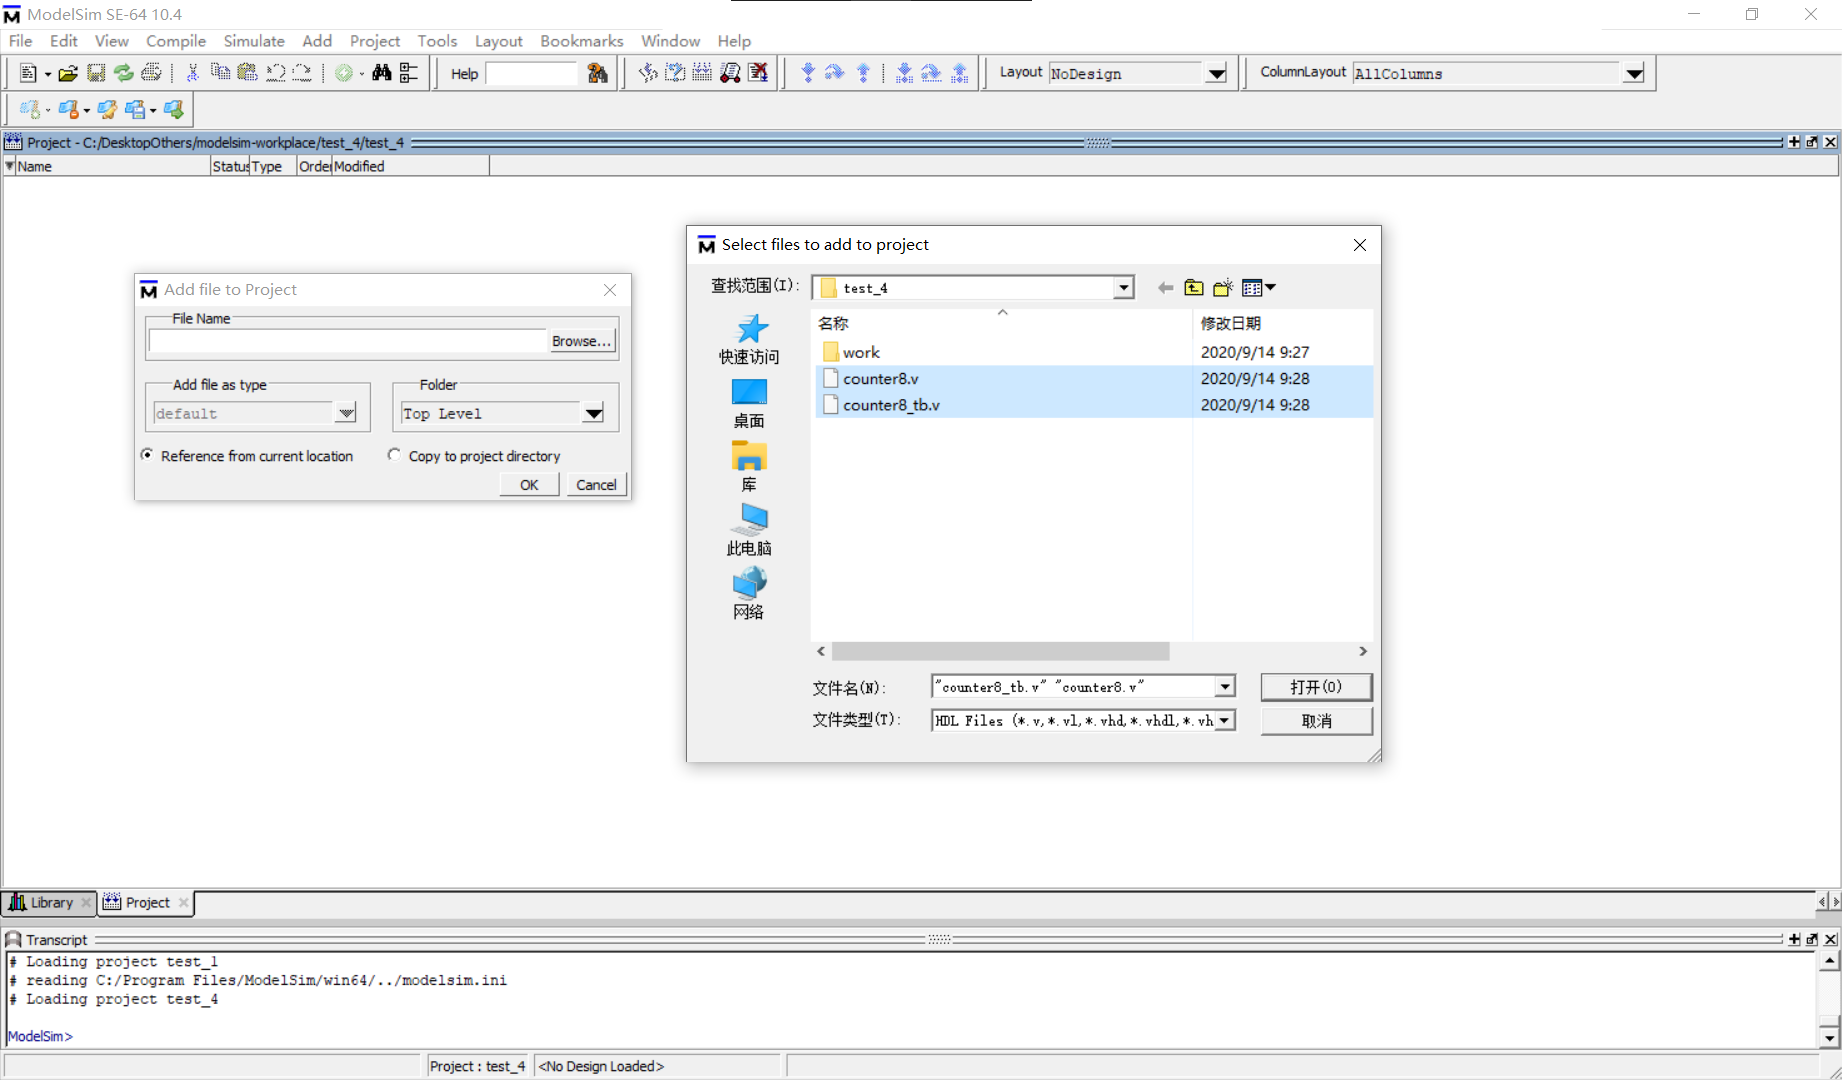 ModelSim SE-64 10.4
File Edit View Compile Simulate Add Project Tools Layout Bookmarks Window Help
Help
Layout NoDesign
ColumnLayout AllColumns
Project - C:/DesktopOthers/modelsim-workplace/test_4/test_4
Name Status Type Order Modified
Add file to Project
File Name
Browse...
Add file as type
default
Folder
Top Level
Reference from current location
Copy to project directory
OK
Cancel
Select files to add to project
查找范围(I):
test_4
快速访问
桌面
库
此电脑
网络
名称 修改日期
work 2020/9/14 9:27
counter8.v 2020/9/14 9:28
counter8_tb.v 2020/9/14 9:28
文件名(N):
"counter8_tb.v" "counter8.v"
打开(O)
文件类型(T):
HDL Files (*.v,*.vl,*.vhd,*.vhdl,*.vh
取消
Library
Project
Transcript
# Loading project test_1
# reading C:/Program Files/ModelSim/win64/../modelsim.ini
# Loading project test_4
ModelSim>
Project : test_4
<No Design Loaded>